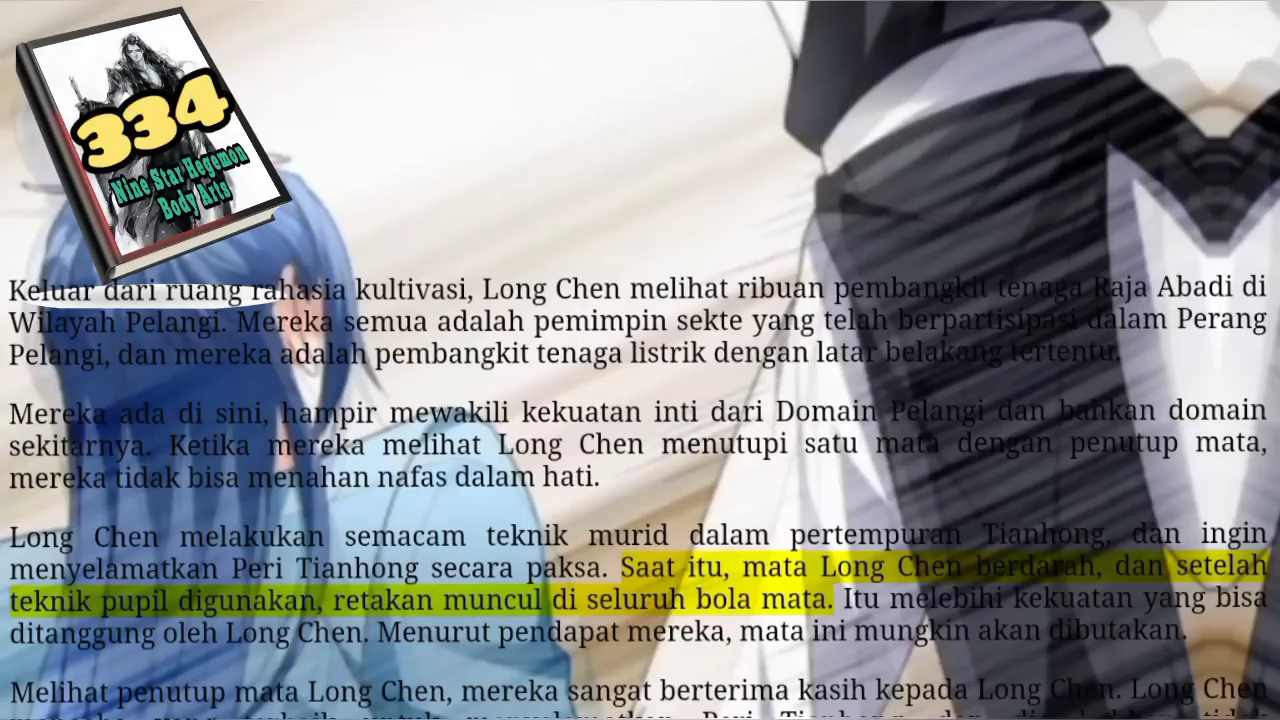 334
Nine Star Hegemon
Body Arts
Keluar dari ruang rahasia kultivasi, Long Chen melihat ribuan pembangkit tenaga Raja Abadi di
Wilayah Pelangi. Mereka semua adalah pemimpin sekte yang telah berpartisipasi dalam Perang
Pelangi, dan mereka adalah pembangkit tenaga listrik dengan latar belakang tertentu.
Mereka ada di sini, hampir mewakili kekuatan inti dari Domain Pelangi dan bahkan domain
sekitarnya. Ketika mereka melihat Long Chen menutupi satu mata dengan penutup mata,
mereka tidak bisa menahan nafas dalam hati.
Long Chen melakukan semacam teknik murid dalam pertempuran Tianhong, dan ingin
menyelamatkan Peri Tianhong secara paksa. Saat itu, mata Long Chen berdarah, dan setelah
teknik pupil digunakan, retakan muncul di seluruh bola mata. Itu melebihi kekuatan yang bisa
ditanggung oleh Long Chen. Menurut pendapat mereka, mata ini mungkin akan dibutakan.
Melihat penutup mata Long Chen, mereka sangat berterima kasih kepada Long Chen. Long Chen